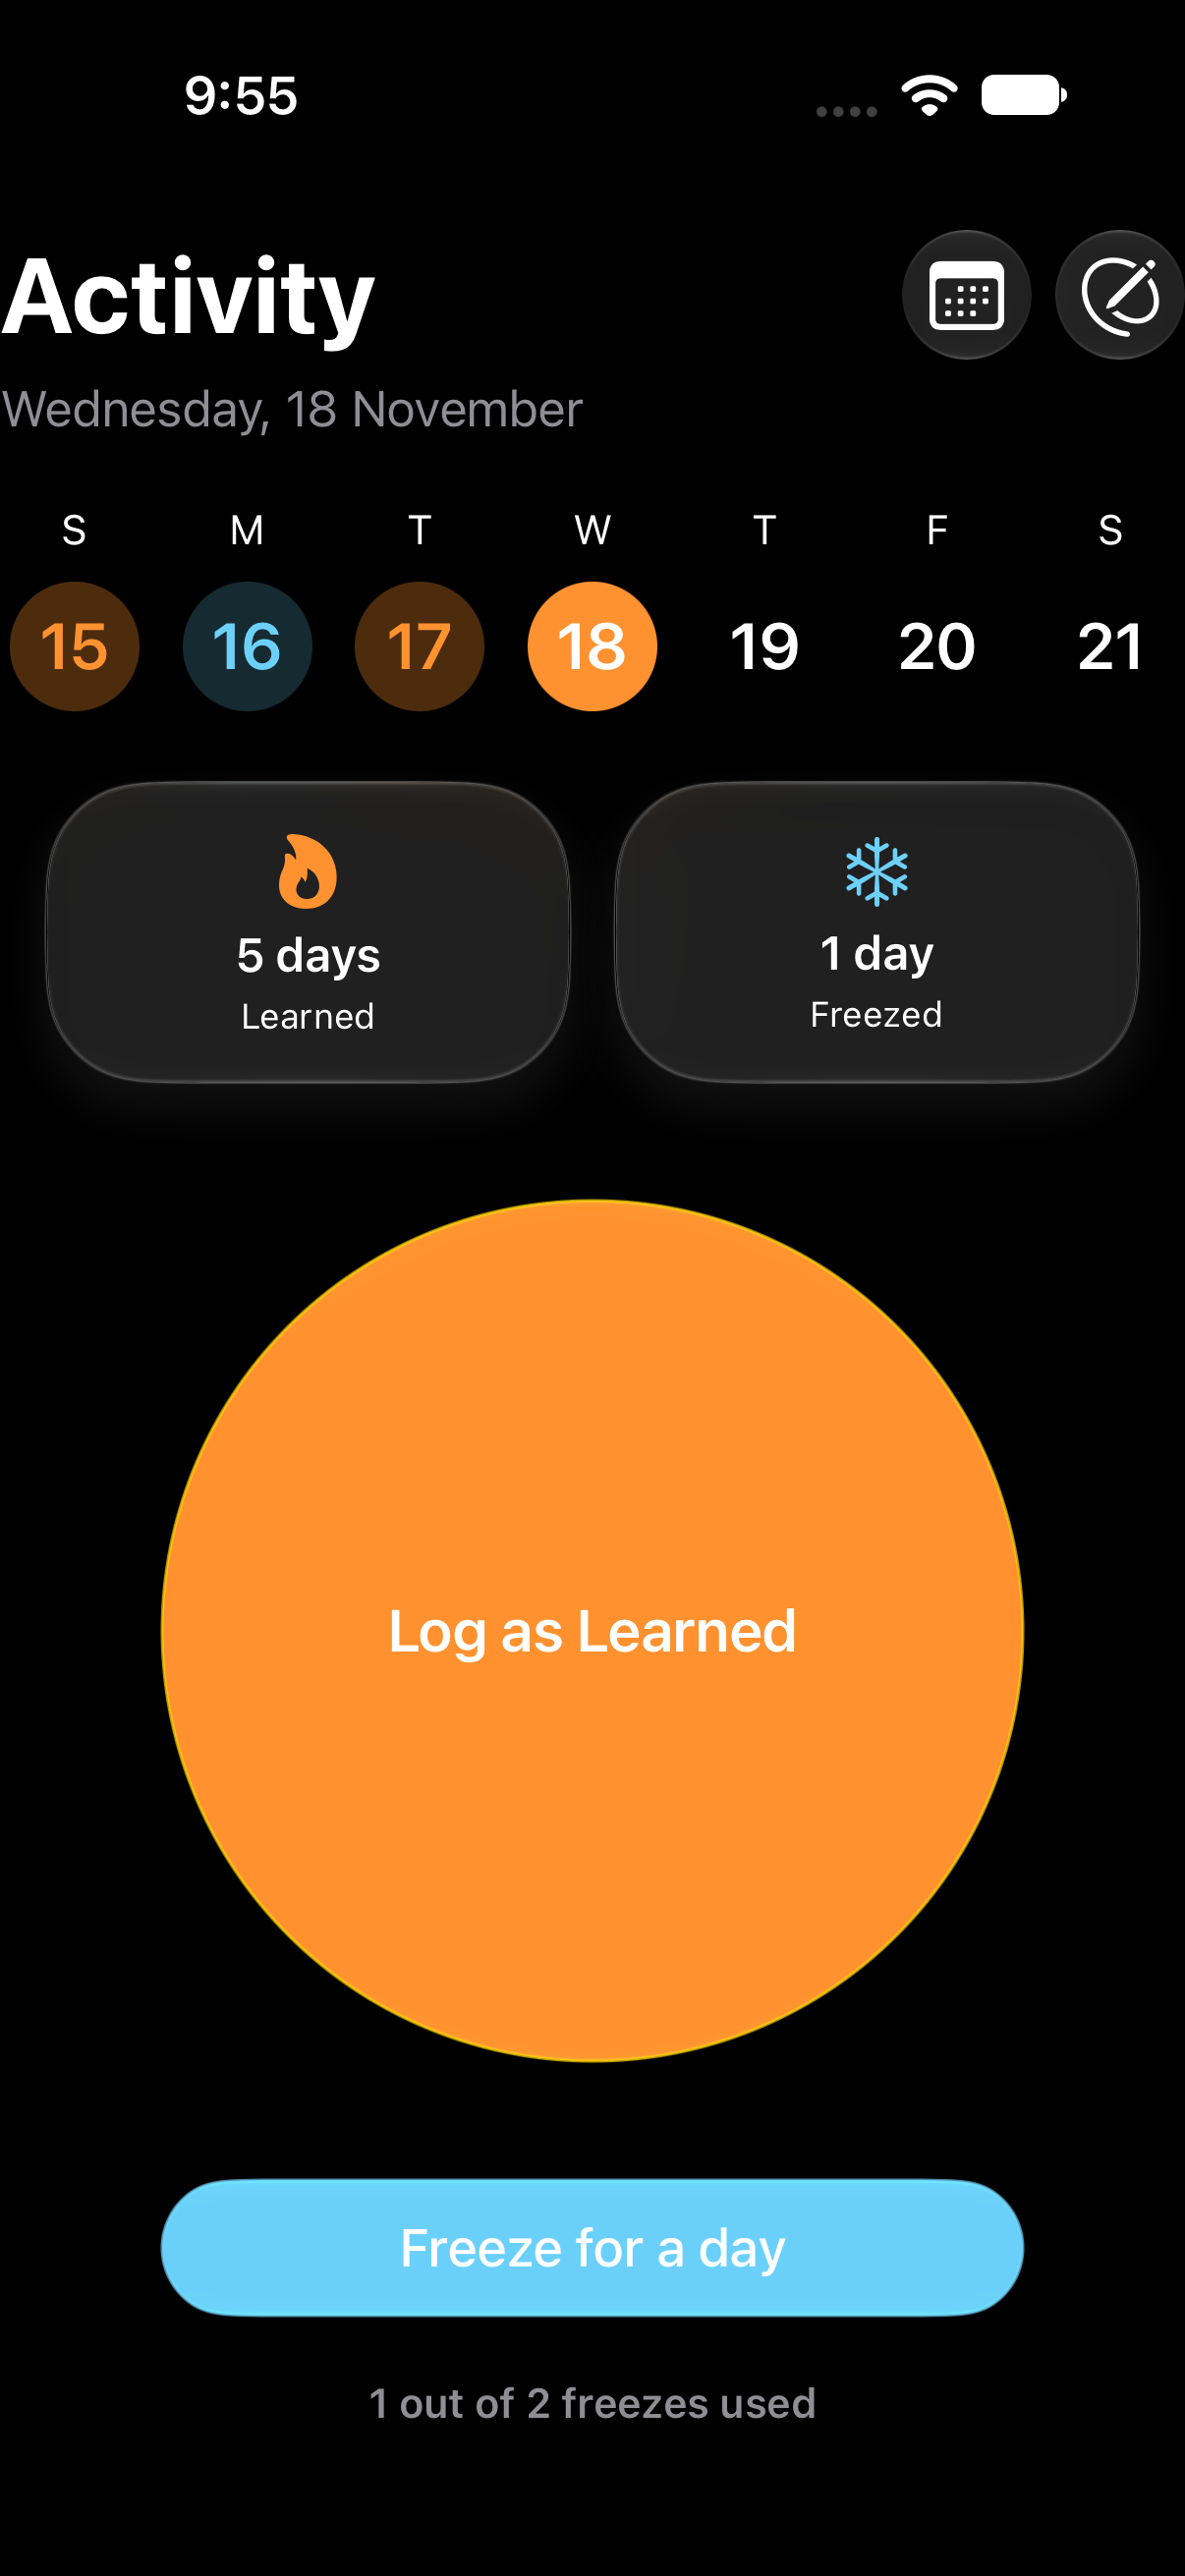 9:55
Activity
Wednesday, 18 November
S M T W T F S
15 16 17 18 19 20 21
5 days
Learned
1 day
Freezed
Log as Learned
Freeze for a day
1 out of 2 freezes used